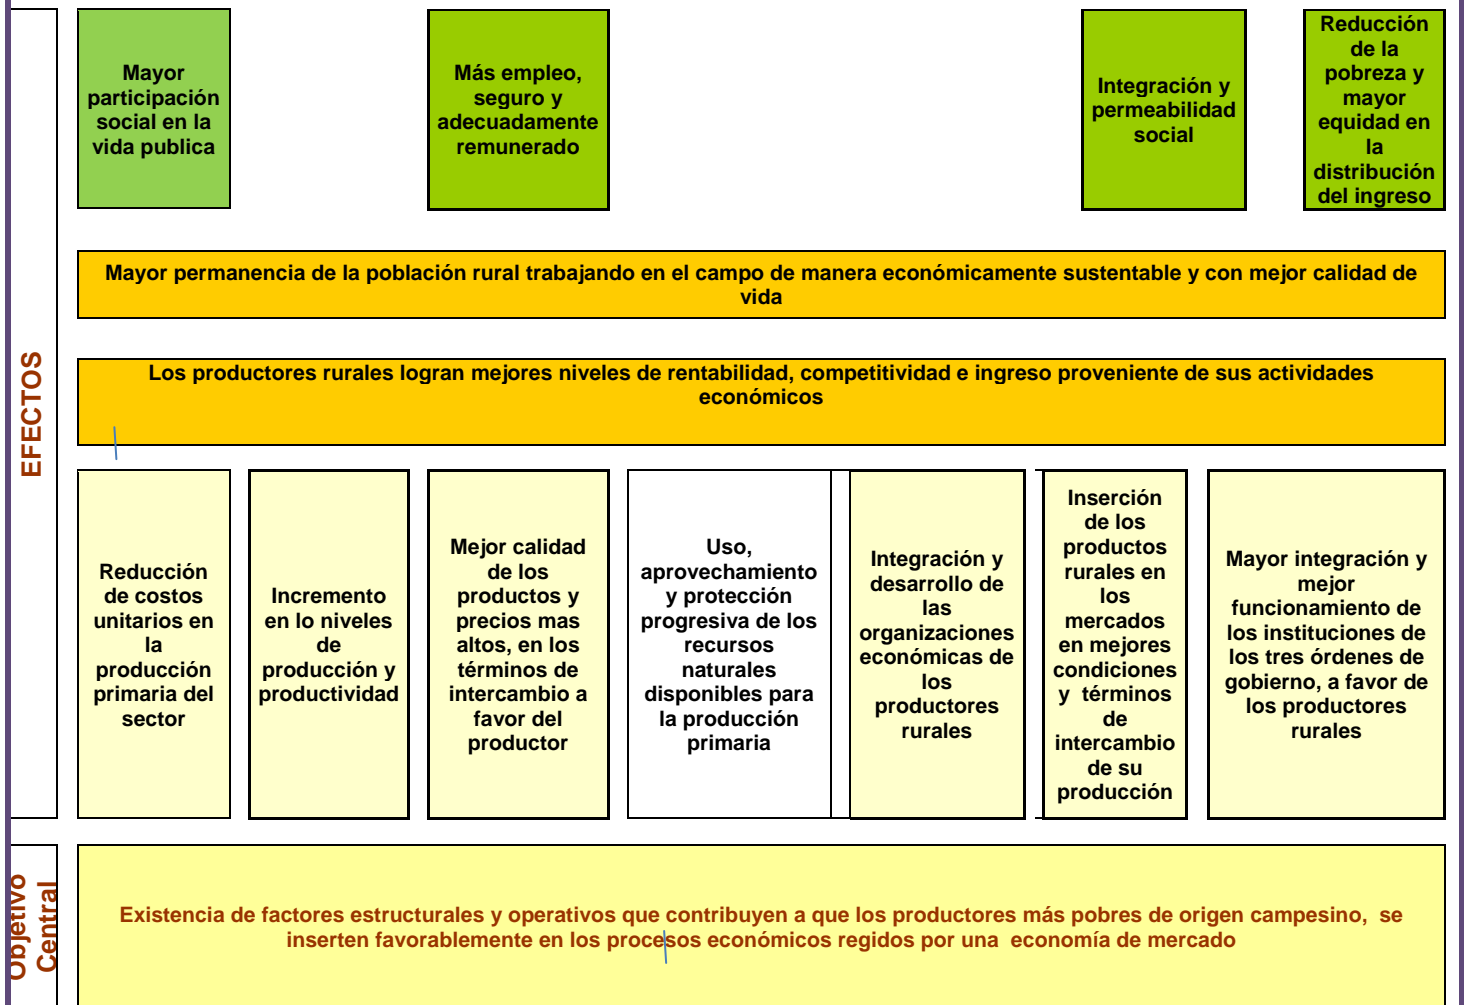 Mayor
participación
social en la
vida publica
Más empleo,
seguro y
adecuadamente
remunerado
Integración y
permeabilidad
social
Reducción
de la
pobreza y
mayor
equidad en
la
distribución
del ingreso
EFECTOS
Mayor permanencia de la población rural trabajando en el campo de manera económicamente sustentable y con mejor calidad de
vida
Los productores rurales logran mejores niveles de rentabilidad, competitividad e ingreso proveniente de sus actividades
económicos
Reducción
de costos
unitarios en
la
producción
primaria del
sector
Incremento
en lo niveles
de
producción y
productividad
Mejor calidad
de los
productos y
precios mas
altos, en los
términos de
intercambio a
favor del
productor
Uso,
aprovechamiento
y protección
progresiva de los
recursos
naturales
disponibles para
la producción
primaria
Integración y
desarrollo de
las
organizaciones
económicas de
los
productores
rurales
Inserción
de los
productos
rurales en
los
mercados
en mejores
condiciones
y términos
de
intercambio
de su
producción
Mayor integración y
mejor
funcionamiento de
los instituciones de
los tres órdenes de
gobierno, a favor de
los productores
rurales
Objetivo
Central
Existencia de factores estructurales y operativos que contribuyen a que los productores más pobres de origen campesino, se
inserten favorablemente en los procesos económicos regidos por una economía de mercado